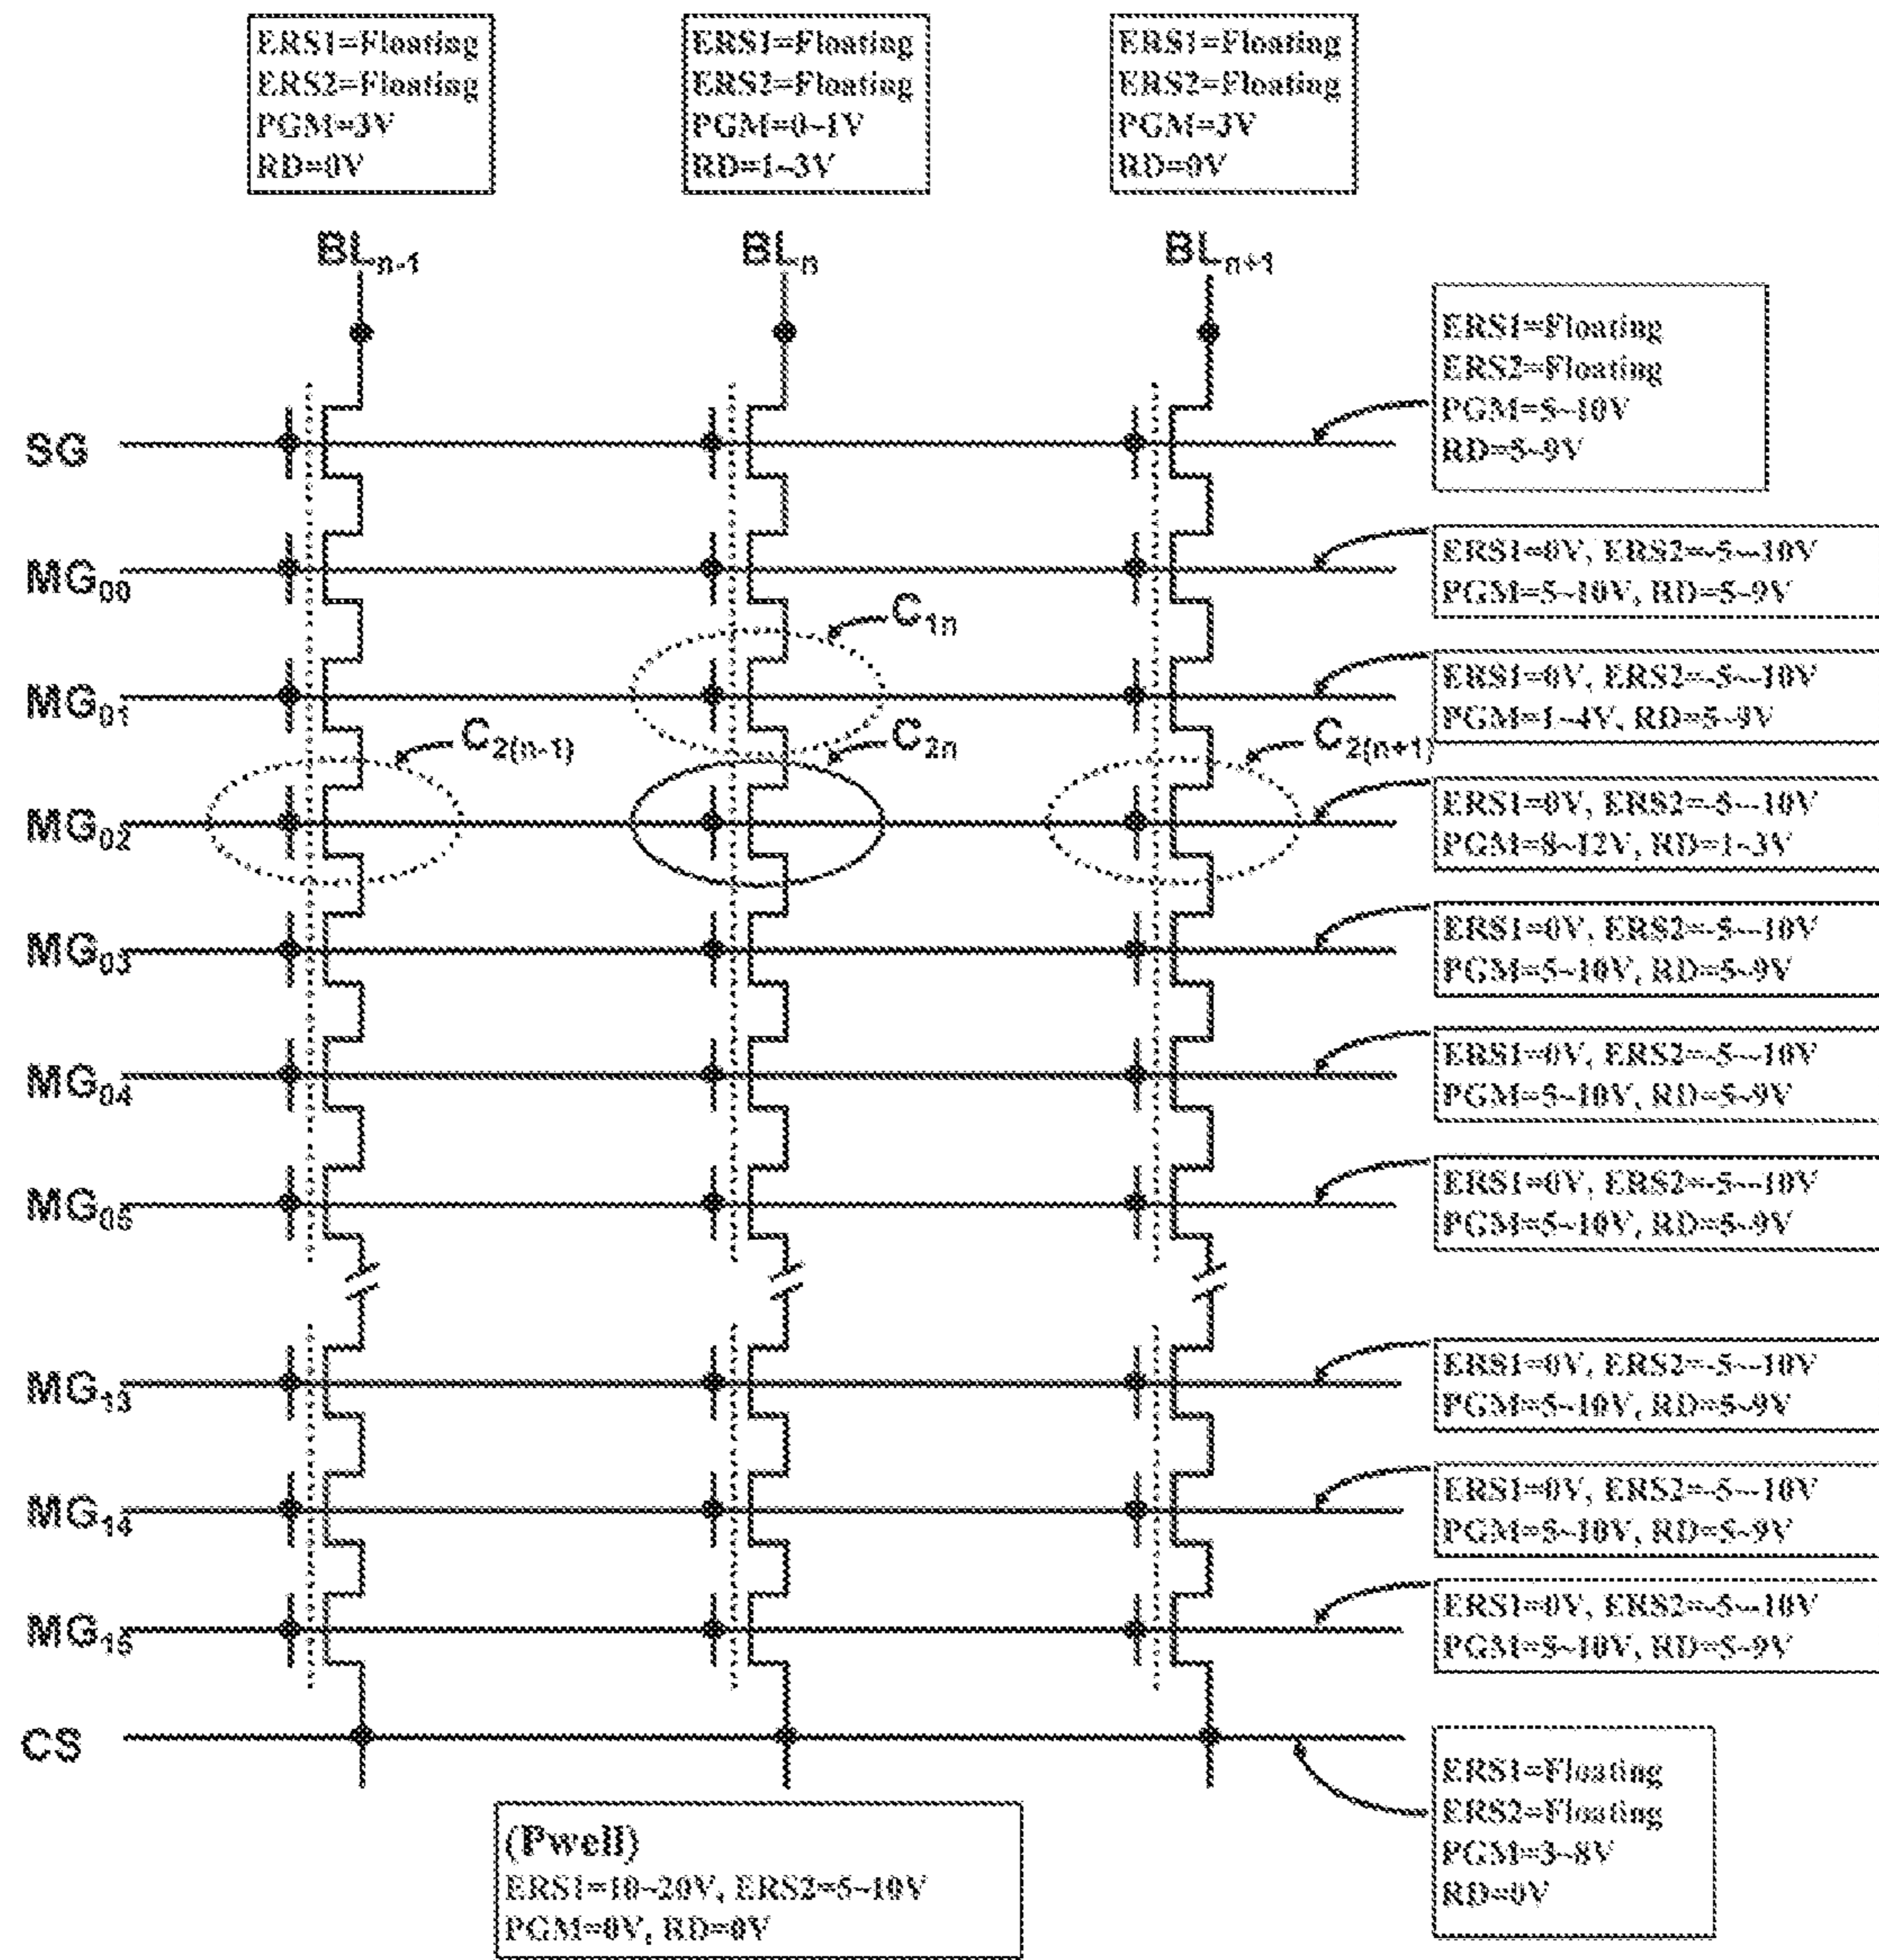 ERS1=Floating
ERS2=Floating
PGM=3V
RD=0V
ERS1=Floating
ERS2=Floating
PGM=0~1V
RD=1~3V
ERS1=Floating
ERS2=Floating
PGM=3V
RD=0V
BLn-1
BLn
BLn+1
ERS1=Floating
ERS2=Floating
PGM=5~10V
RD=5~9V
SG
MG00
ERS1=0V, ERS2=-5~-10V
PGM=5~10V, RD=5~9V
C1n
MG01
ERS1=0V, ERS2=-5~-10V
PGM=1~4V, RD=5~9V
C2(n-1)
C2n
C2(n+1)
MG02
ERS1=0V, ERS2=-5~-10V
PGM=8~12V, RD=1~3V
MG03
ERS1=0V, ERS2=-5~-10V
PGM=5~10V, RD=5~9V
MG04
ERS1=0V, ERS2=-5~-10V
PGM=5~10V, RD=5~9V
MG05
ERS1=0V, ERS2=-5~-10V
PGM=5~10V, RD=5~9V
MG13
ERS1=0V, ERS2=-5~-10V
PGM=5~10V, RD=5~9V
MG14
ERS1=0V, ERS2=-5~-10V
PGM=5~10V, RD=5~9V
MG15
ERS1=0V, ERS2=-5~-10V
PGM=5~10V, RD=5~9V
CS
ERS1=Floating
ERS2=Floating
PGM=3~8V
RD=0V
(Pwell)
ERS1=10~20V, ERS2=5~10V
PGM=0V, RD=0V